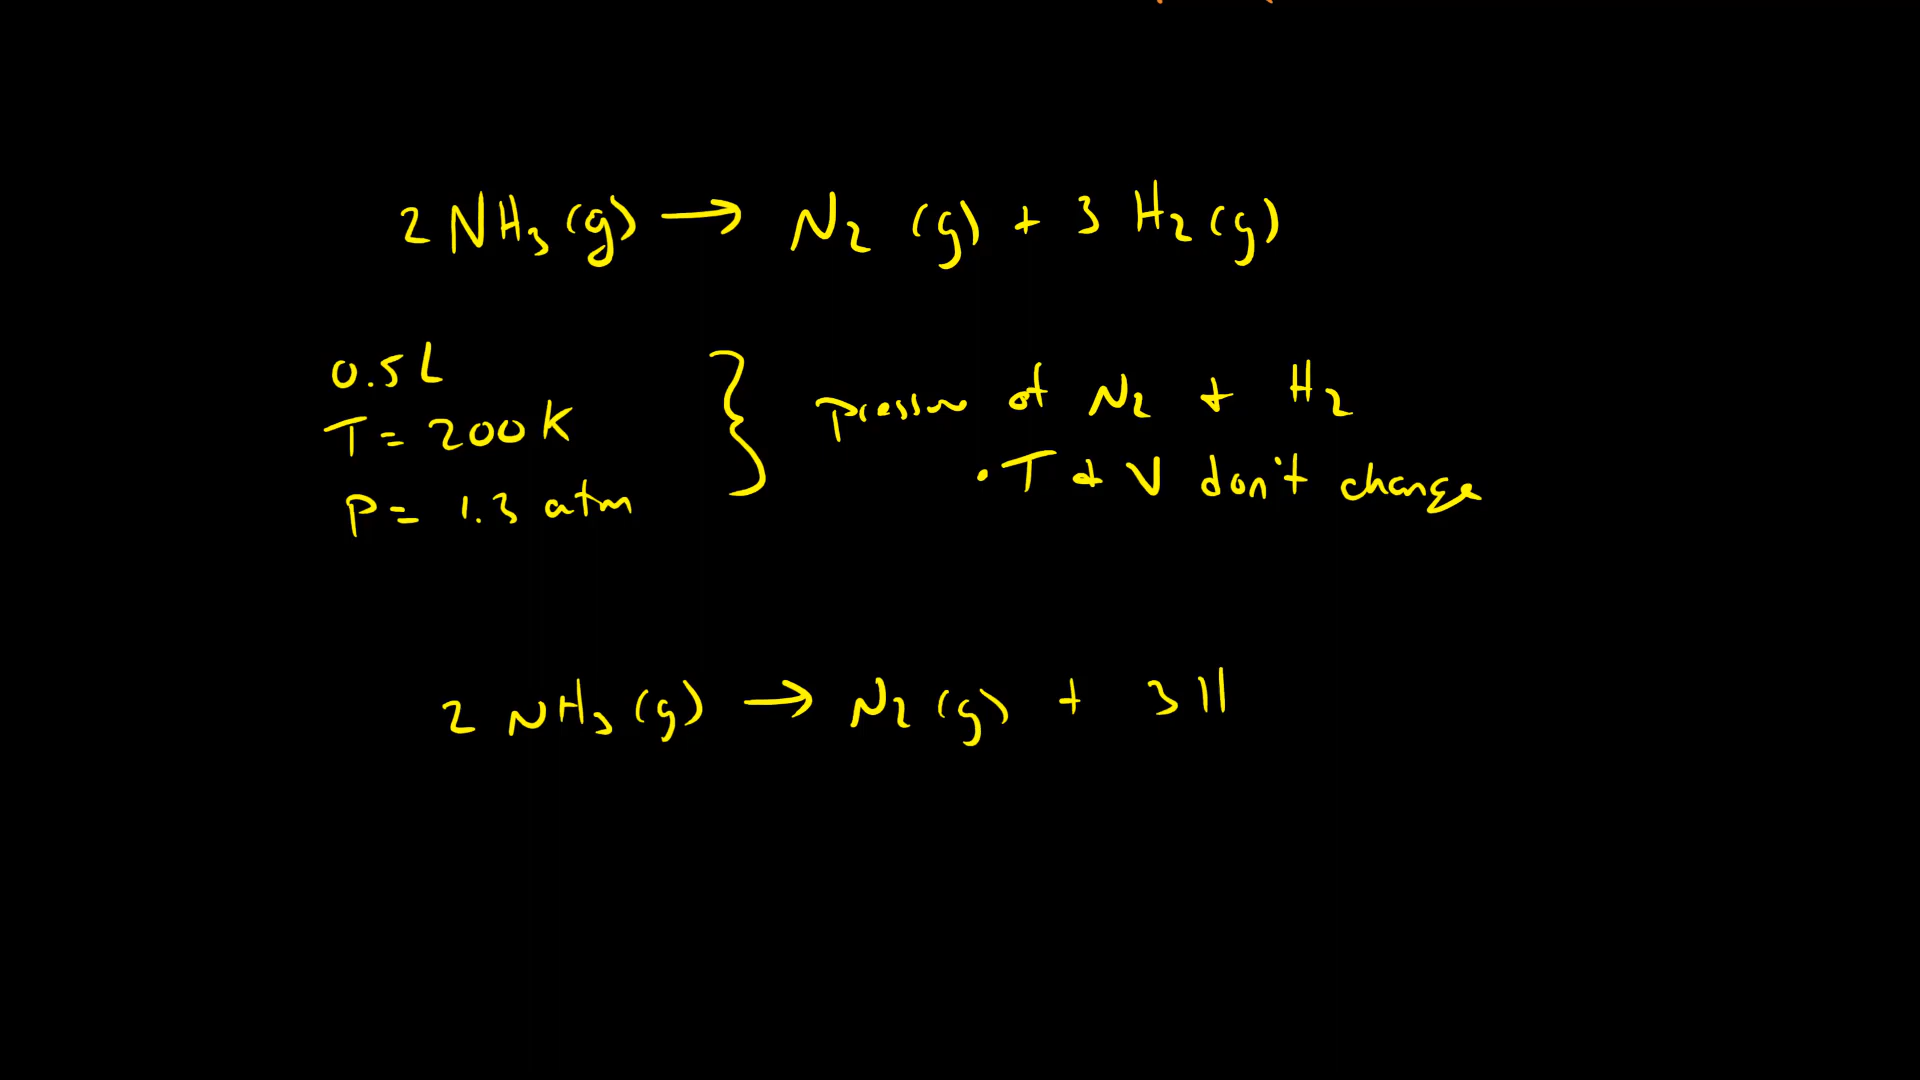 2 NH₃ (g) → N₂ (g) + 3 H₂ (g)
0.5 L
T = 200 K
P = 1.3 atm
} pressure of N₂ & H₂
• T & V don't change
2 NH₃ (g) → N₂ (g) + 3 H